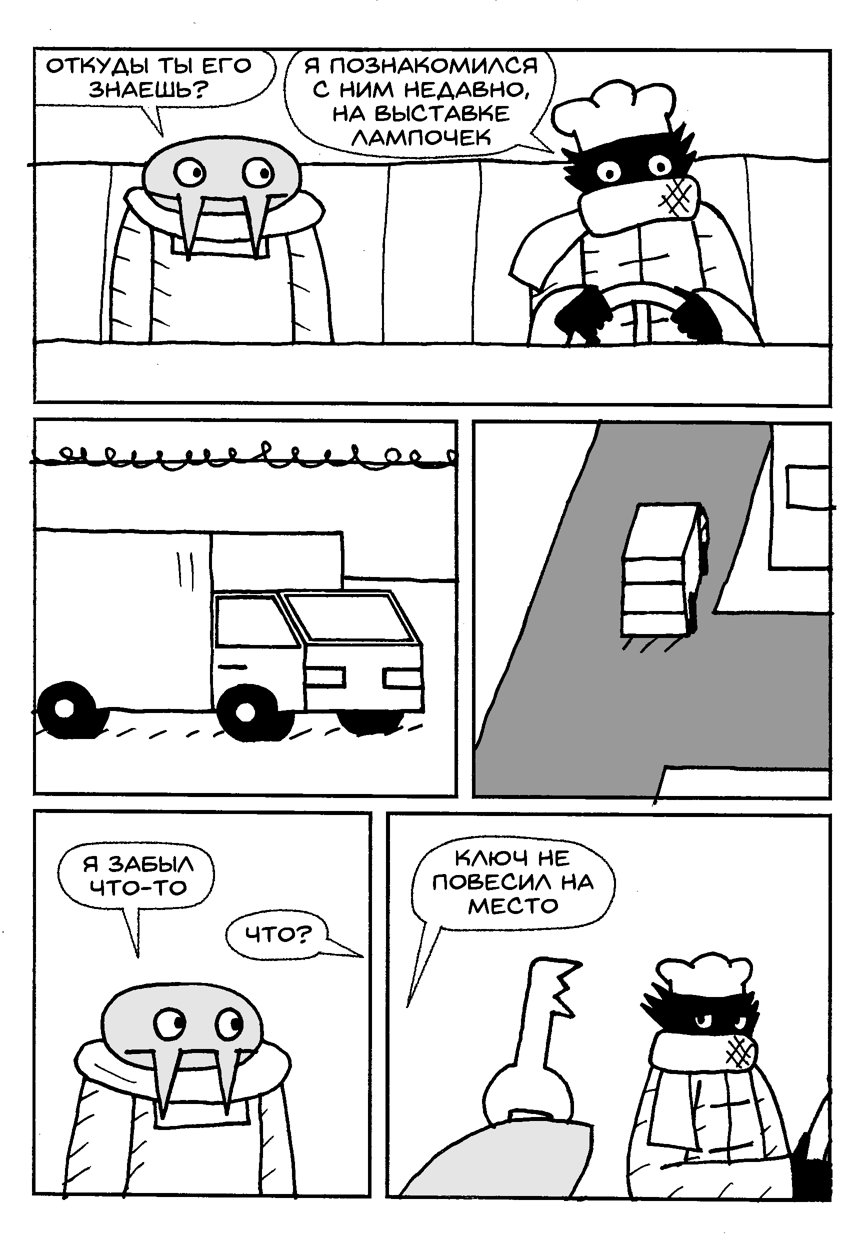 ОТКУДЫ ТЫ ЕГО
ЗНАЕШЬ?
Я ПОЗНАКОМИЛСЯ
С НИМ НЕДАВНО,
НА ВЫСТАВКЕ
ЛАМПОЧЕК
Я ЗАБЫЛ
ЧТО-ТО
ЧТО?
КЛЮЧ НЕ
ПОВЕСИЛ НА
МЕСТО